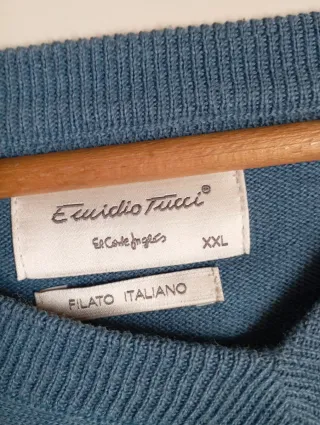 Emidio Tucci®
El Corte Inglés
XXL
FILATO ITALIANO